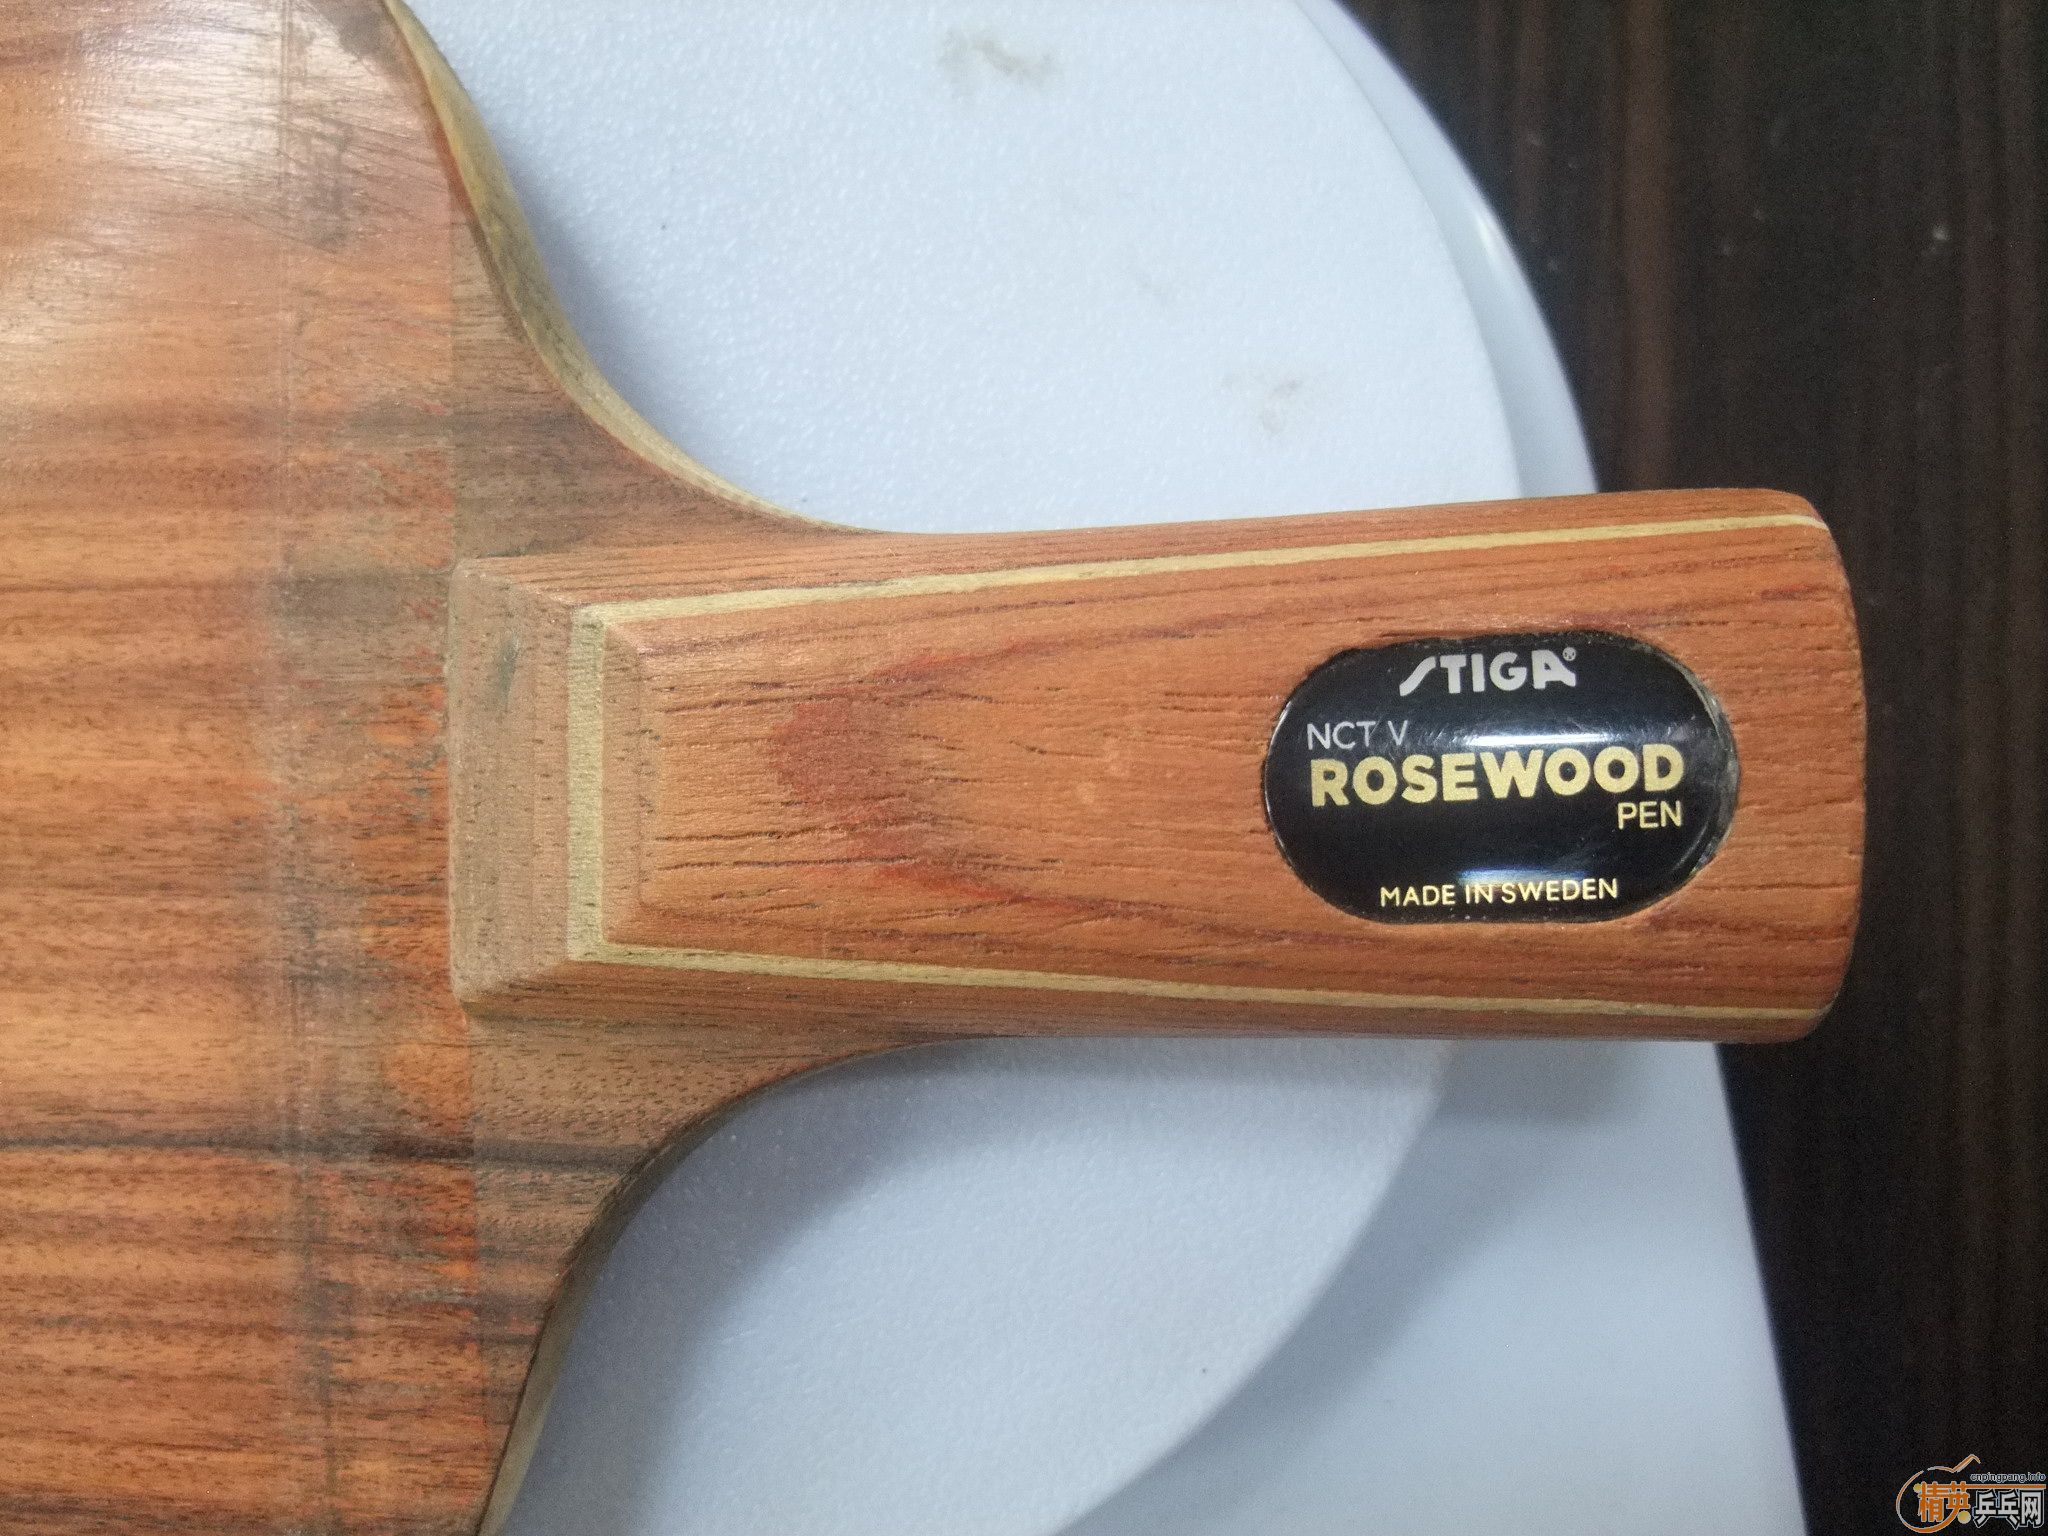 STIGA®
NCT V
ROSEWOOD
PEN
MADE IN SWEDEN
cnpingpang.info
精英乒乓网